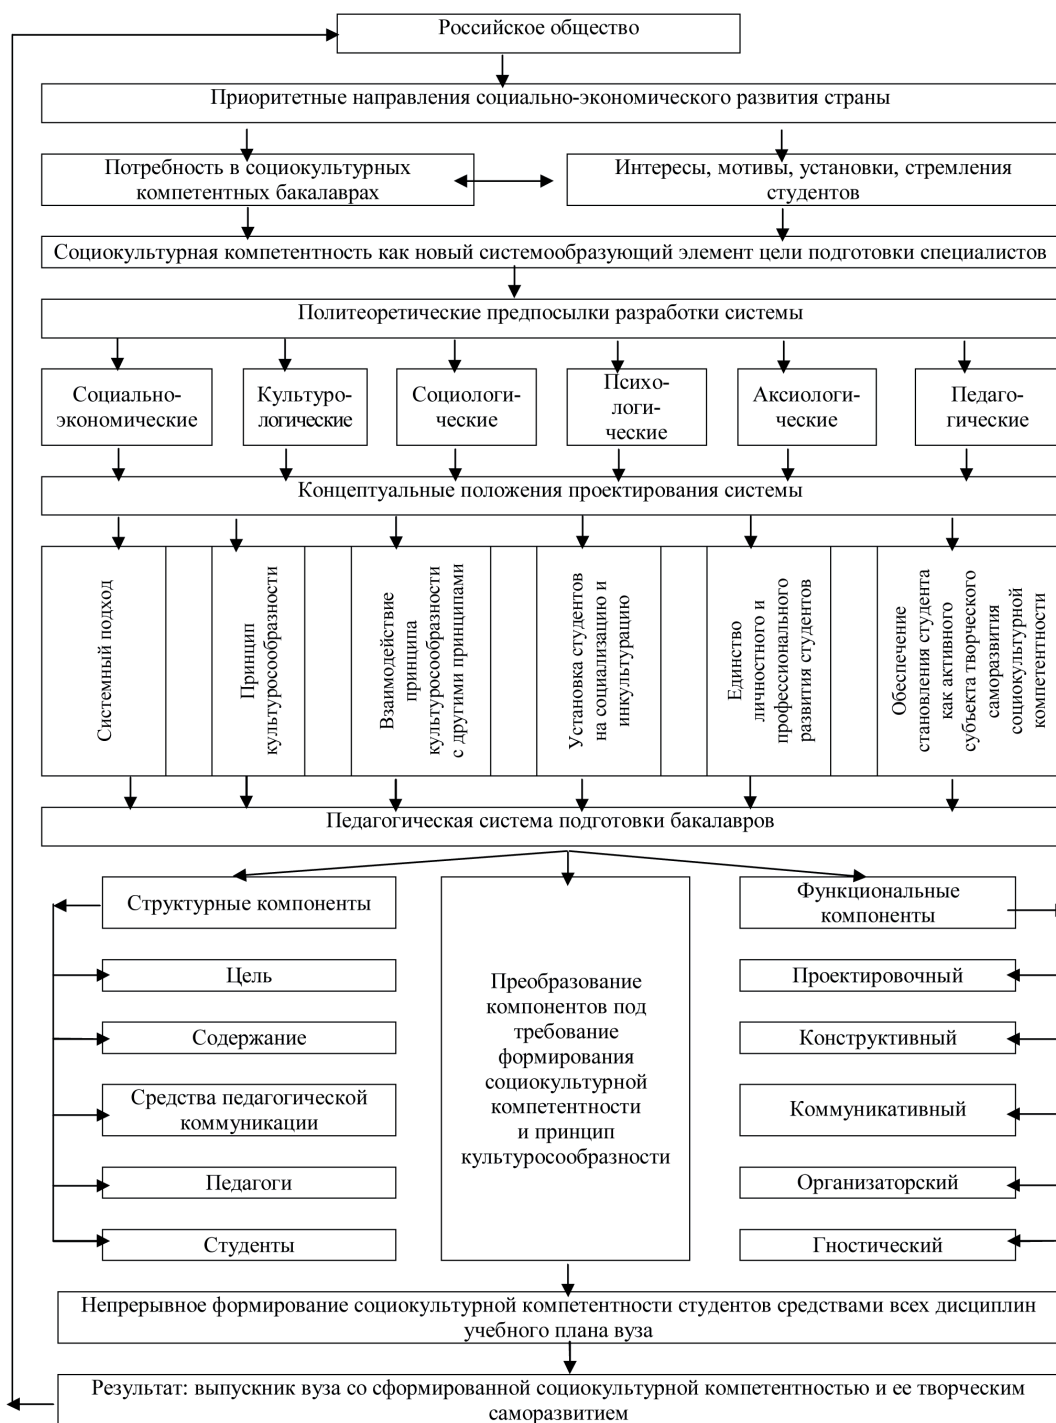 Российское общество
Приоритетные направления социально-экономического развития страны
Потребность в социокультурных
компетентных бакалаврах
Интересы, мотивы, установки, стремления
студентов
Социокультурная компетентность как новый системообразующий элемент цели подготовки специалистов
Политеоретические предпосылки разработки системы
Социально-
экономические
Культуро-
логические
Социологи-
ческие
Психо-
логи-
ческие
Аксиологи-
ческие
Педаго-
гические
Концептуальные положения проектирования системы
Системный подход
Принцип
культуросообразности
Взаимодействие
принципа
культуросообразности
с другими принципами
Установка студентов
на социализацию и
инкультурацию
Единство
личностного и
профессионального
развития студентов
Обеспечение
становления студента
как активного
субъекта творческого
саморазвития
социокультурной
компетентности
Педагогическая система подготовки бакалавров
Структурные компоненты
Цель
Содержание
Средства педагогической
коммуникации
Педагоги
Студенты
Преобразование
компонентов под
требование
формирования
социокультурной
компетентности
и принцип
культуросообразности
Функциональные
компоненты
Проектировочный
Конструктивный
Коммуникативный
Организаторский
Гностический
Непрерывное формирование социокультурной компетентности студентов средствами всех дисциплин
учебного плана вуза
Результат: выпускник вуза со сформированной социокультурной компетентностью и ее творческим
саморазвитием